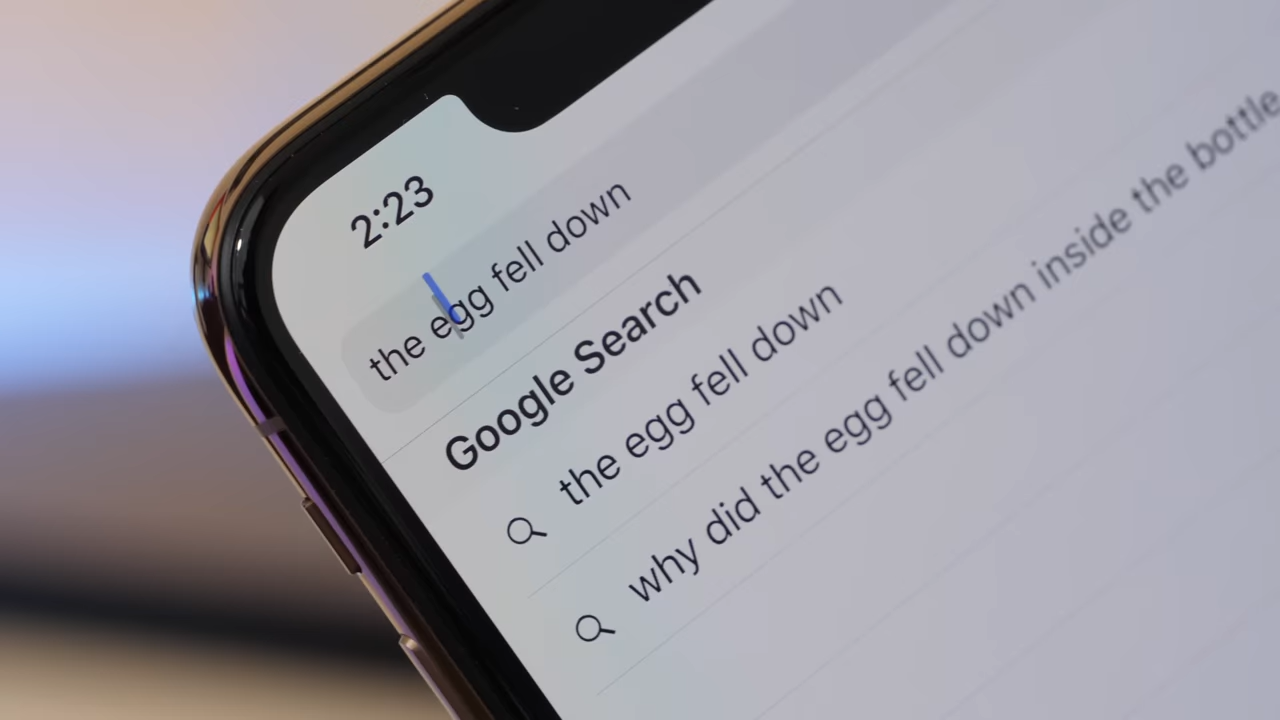 2:23
the egg fell down
Google Search
the egg fell down
why did the egg fell down inside the bottle